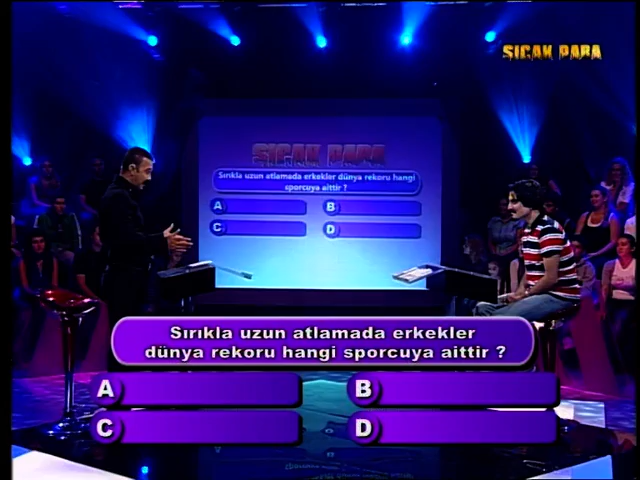 SICAK PARA
SICAK PARA
Sırıkla uzun atlamada erkekler dünya rekoru hangi
sporcuya aittir ?
A
B
C
D
Sırıkla uzun atlamada erkekler
dünya rekoru hangi sporcuya aittir ?
A
B
C
D